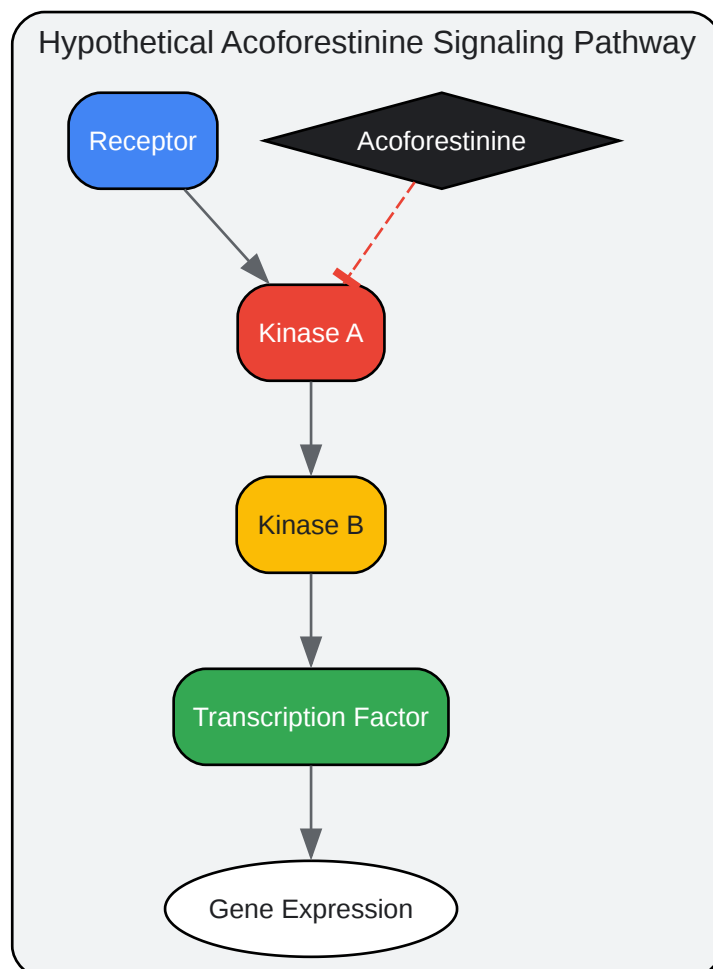 Hypothetical Acoforestinine Signaling Pathway
Receptor
Acoforestinine
Kinase A
Kinase B
Transcription Factor
Gene Expression